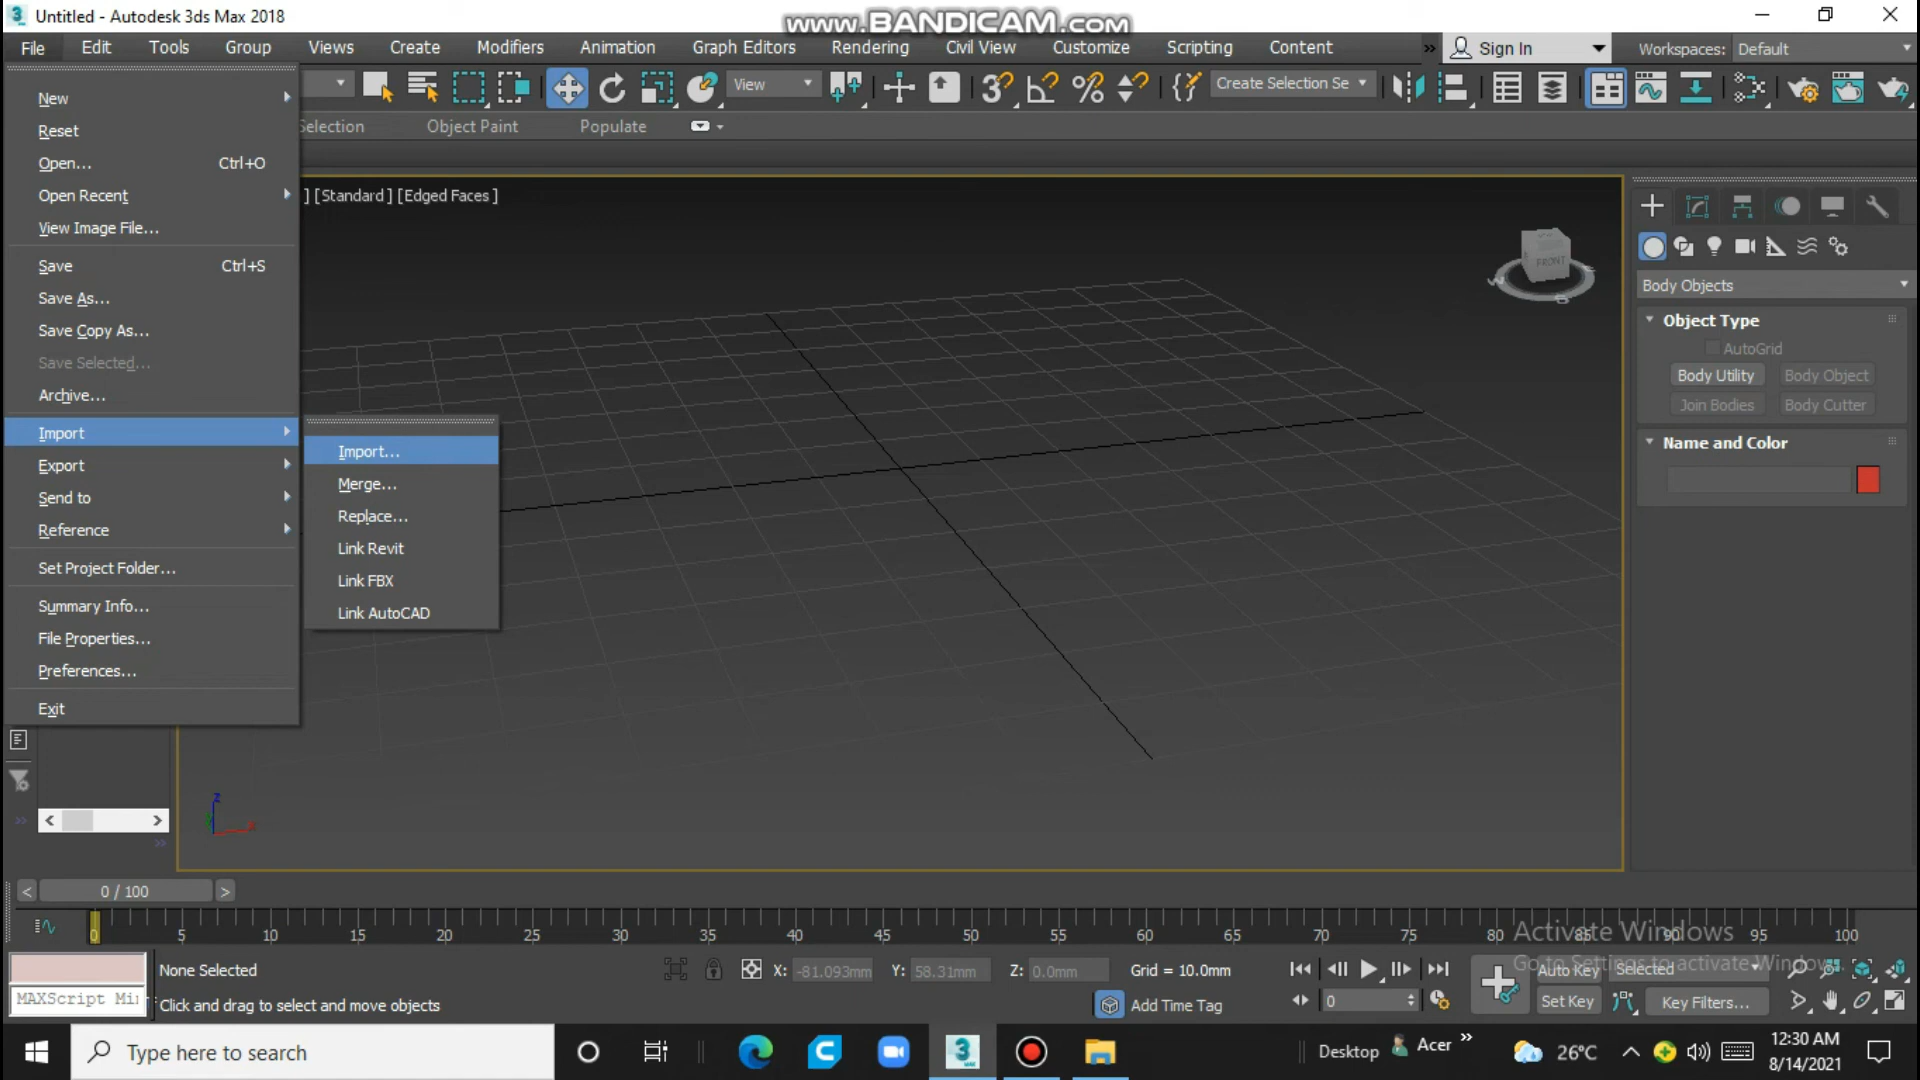 Untitled - Autodesk 3ds Max 2018
www.BANDICAM.com
File Edit Tools Group Views Create Modifiers Animation Graph Editors Rendering Civil View Customize Scripting Content » Sign In Workspaces: Default
View
Create Selection Se
Selection Object Paint Populate
New
Reset
Open... Ctrl+O
Open Recent
View Image File...
Save Ctrl+S
Save As...
Save Copy As...
Save Selected...
Archive...
Import
Export
Send to
Reference
Set Project Folder...
Summary Info...
File Properties...
Preferences...
Exit
Import...
Merge...
Replace...
Link Revit
Link FBX
Link AutoCAD
] [Standard] [Edged Faces]
FRONT
Body Objects
Object Type
AutoGrid
Body Utility Body Object
Join Bodies Body Cutter
Name and Color
z
x
< 0 / 100 >
0 5 10 15 20 25 30 35 40 45 50 55 60 65 70 75 80 85 90 95 100
Activate Windows
Go to Settings to activate Windows.
None Selected X: -81.093mm Y: 58.31mm Z: 0.0mm Grid = 10.0mm Auto Key Selected
MAXScript Mi Click and drag to select and move objects Add Time Tag 0 Set Key Key Filters...
Type here to search
Desktop Acer » 26°C 12:30 AM
8/14/2021